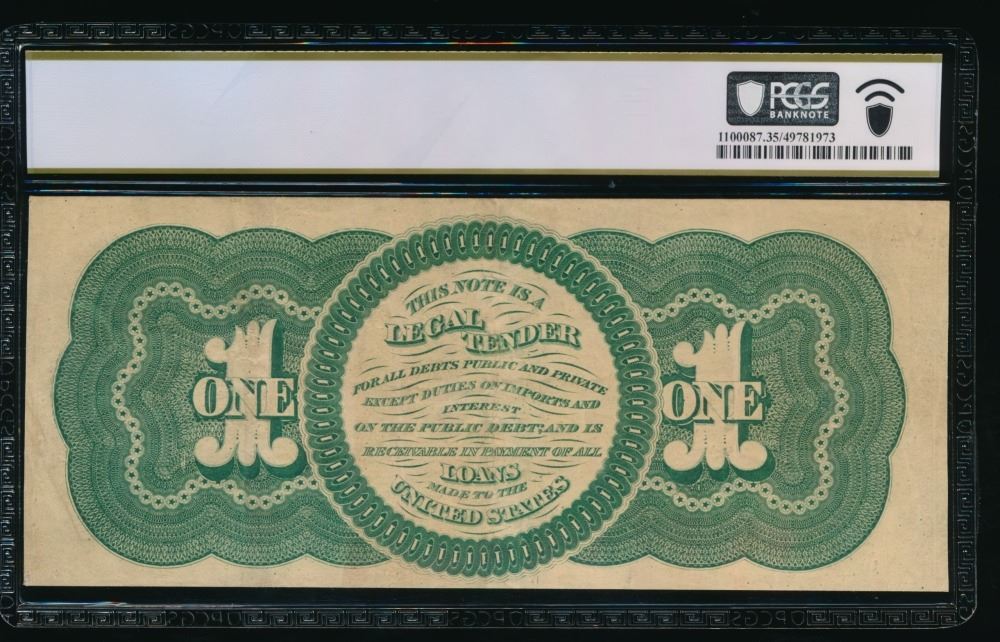 PCGS
BANKNOTE
1100087.35/49781973
THIS NOTE IS A
LEGAL
TENDER
FOR ALL DEBTS PUBLIC AND PRIVATE
EXCEPT DUTIES ON IMPORTS AND
INTEREST
ON THE PUBLIC DEBT; AND IS
RECEIVABLE IN PAYMENT OF ALL
LOANS
MADE TO THE
UNITED STATES
1
ONE
1
ONE